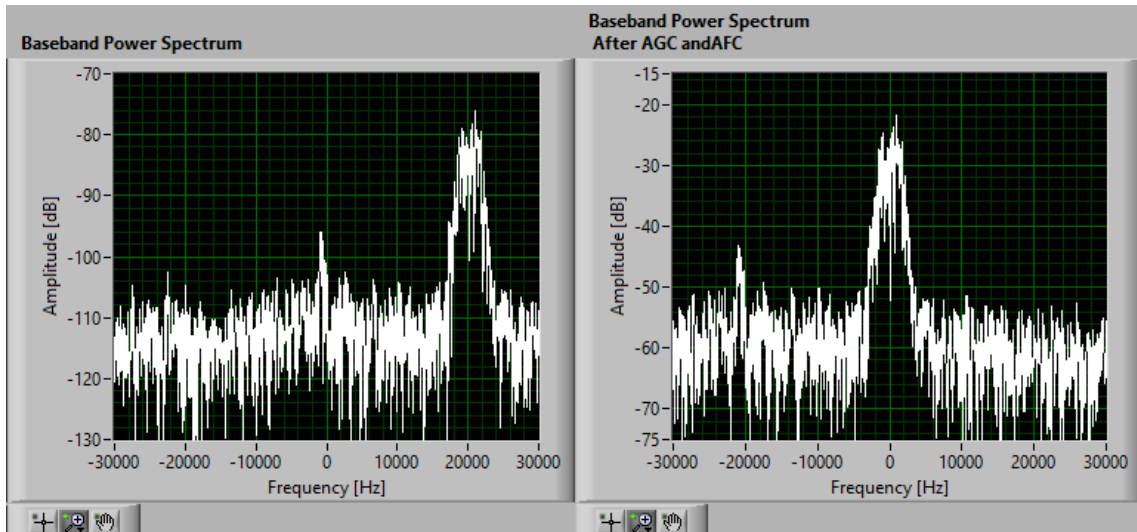 Baseband Power Spectrum
-70
-80
-90
-100
-110
-120
-130
Amplitude [dB]
-30000 -20000 -10000 0 10000 20000 30000
Frequency [Hz]
Baseband Power Spectrum
After AGC andAFC
-15
-20
-30
-40
-50
-60
-70
-75
Amplitude [dB]
-30000 -20000 -10000 0 10000 20000 30000
Frequency [Hz]